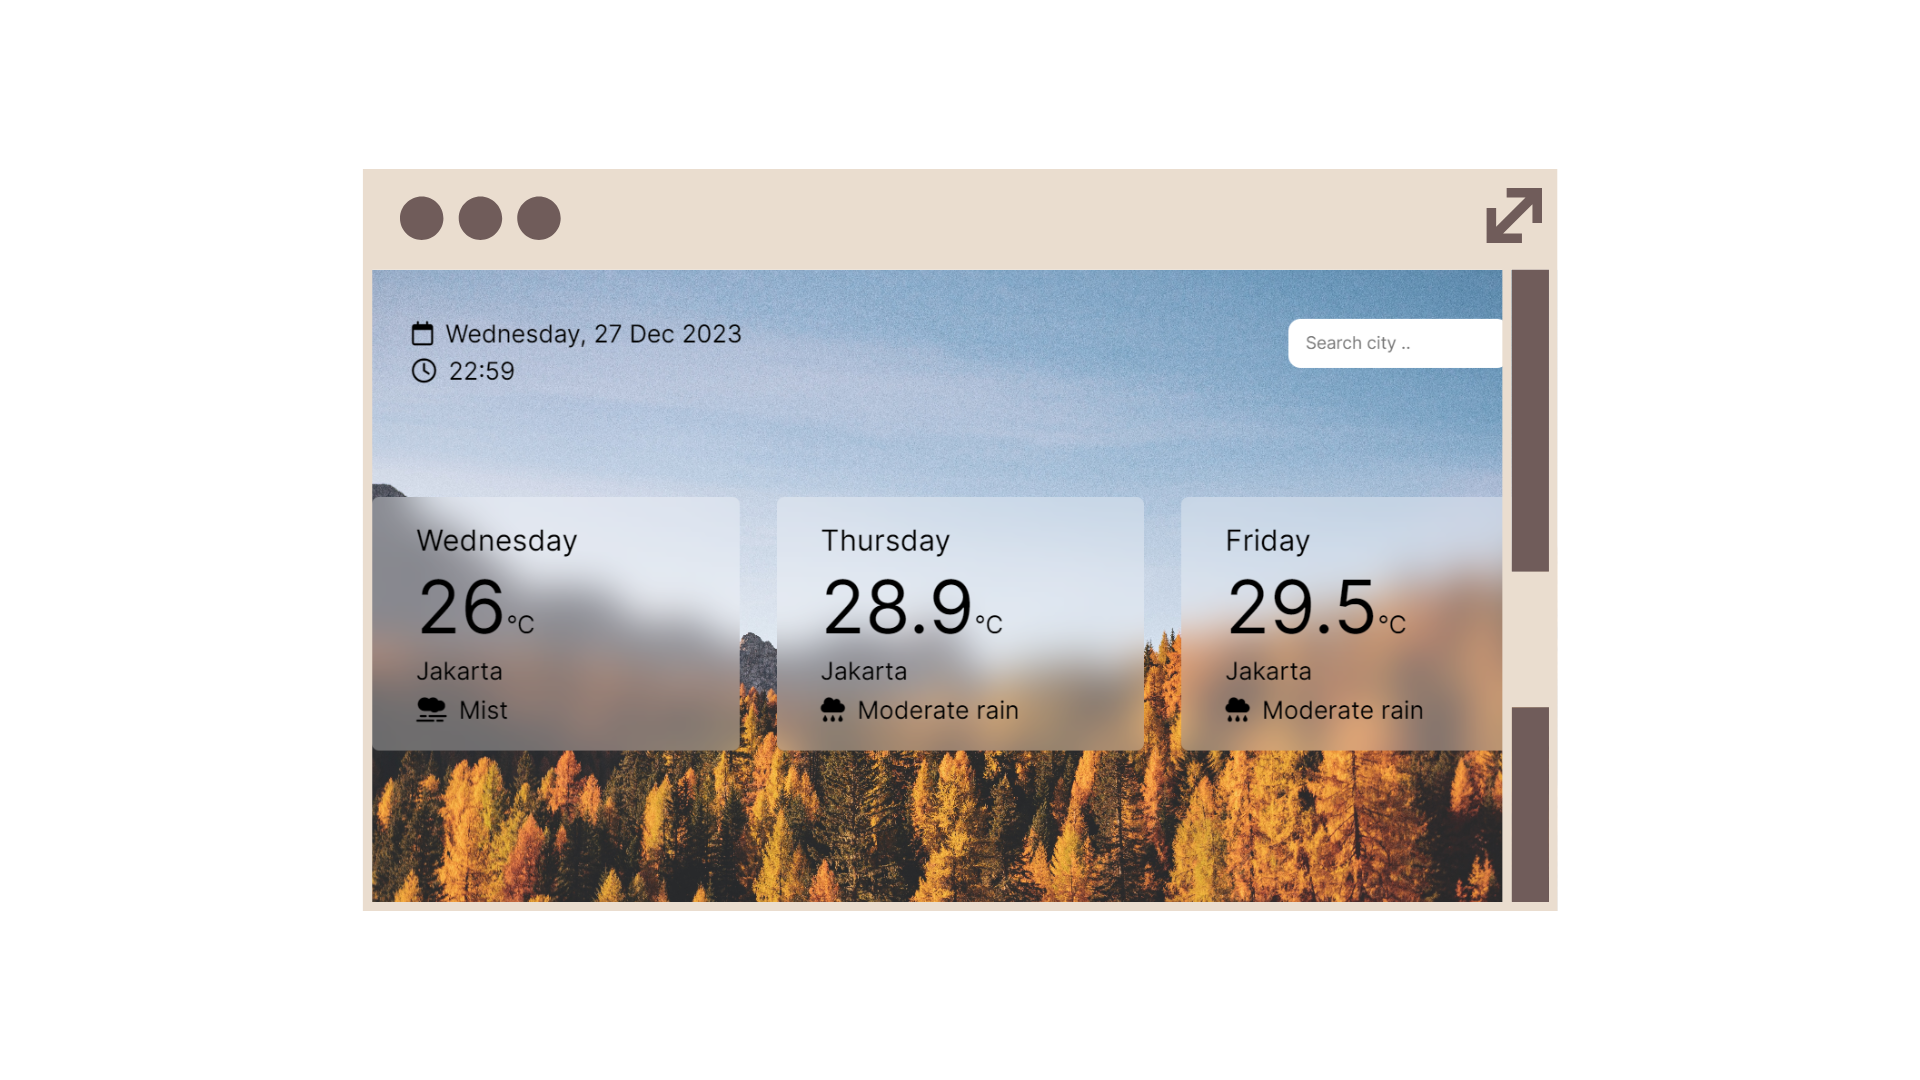 Wednesday, 27 Dec 2023
22:59
Search city ..
Wednesday
26°C
Jakarta
Mist
Thursday
28.9°C
Jakarta
Moderate rain
Friday
29.5°C
Jakarta
Moderate rain